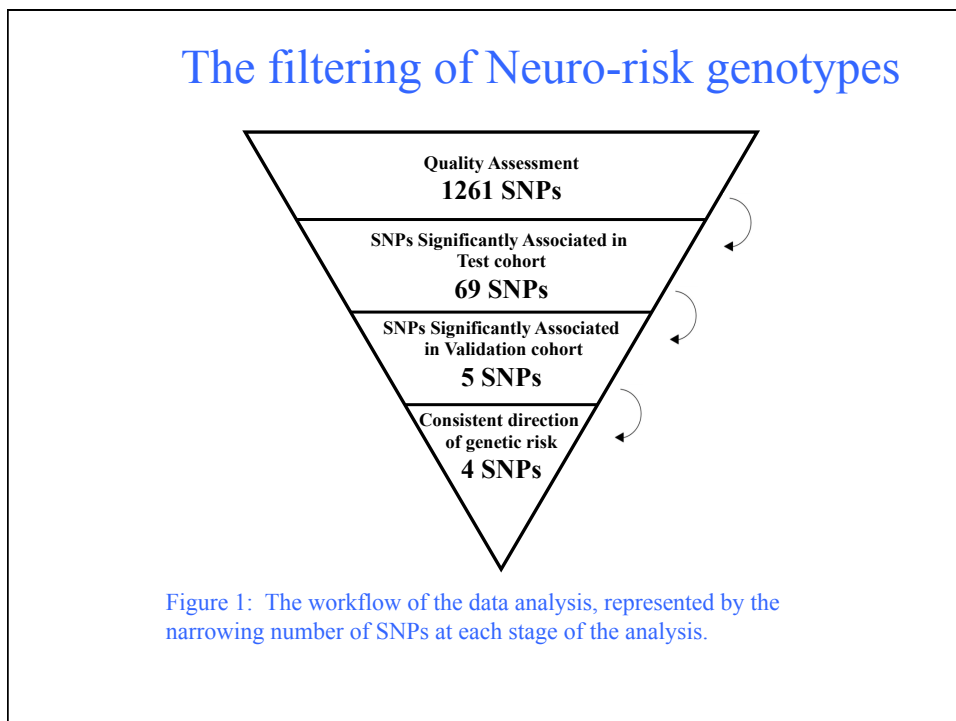 The filtering of Neuro-risk genotypes
Quality Assessment
1261 SNPs
SNPs Significantly Associated in
Test cohort
69 SNPs
SNPs Significantly Associated
in Validation cohort
5 SNPs
Consistent direction
of genetic risk
4 SNPs
Figure 1: The workflow of the data analysis, represented by the
narrowing number of SNPs at each stage of the analysis.